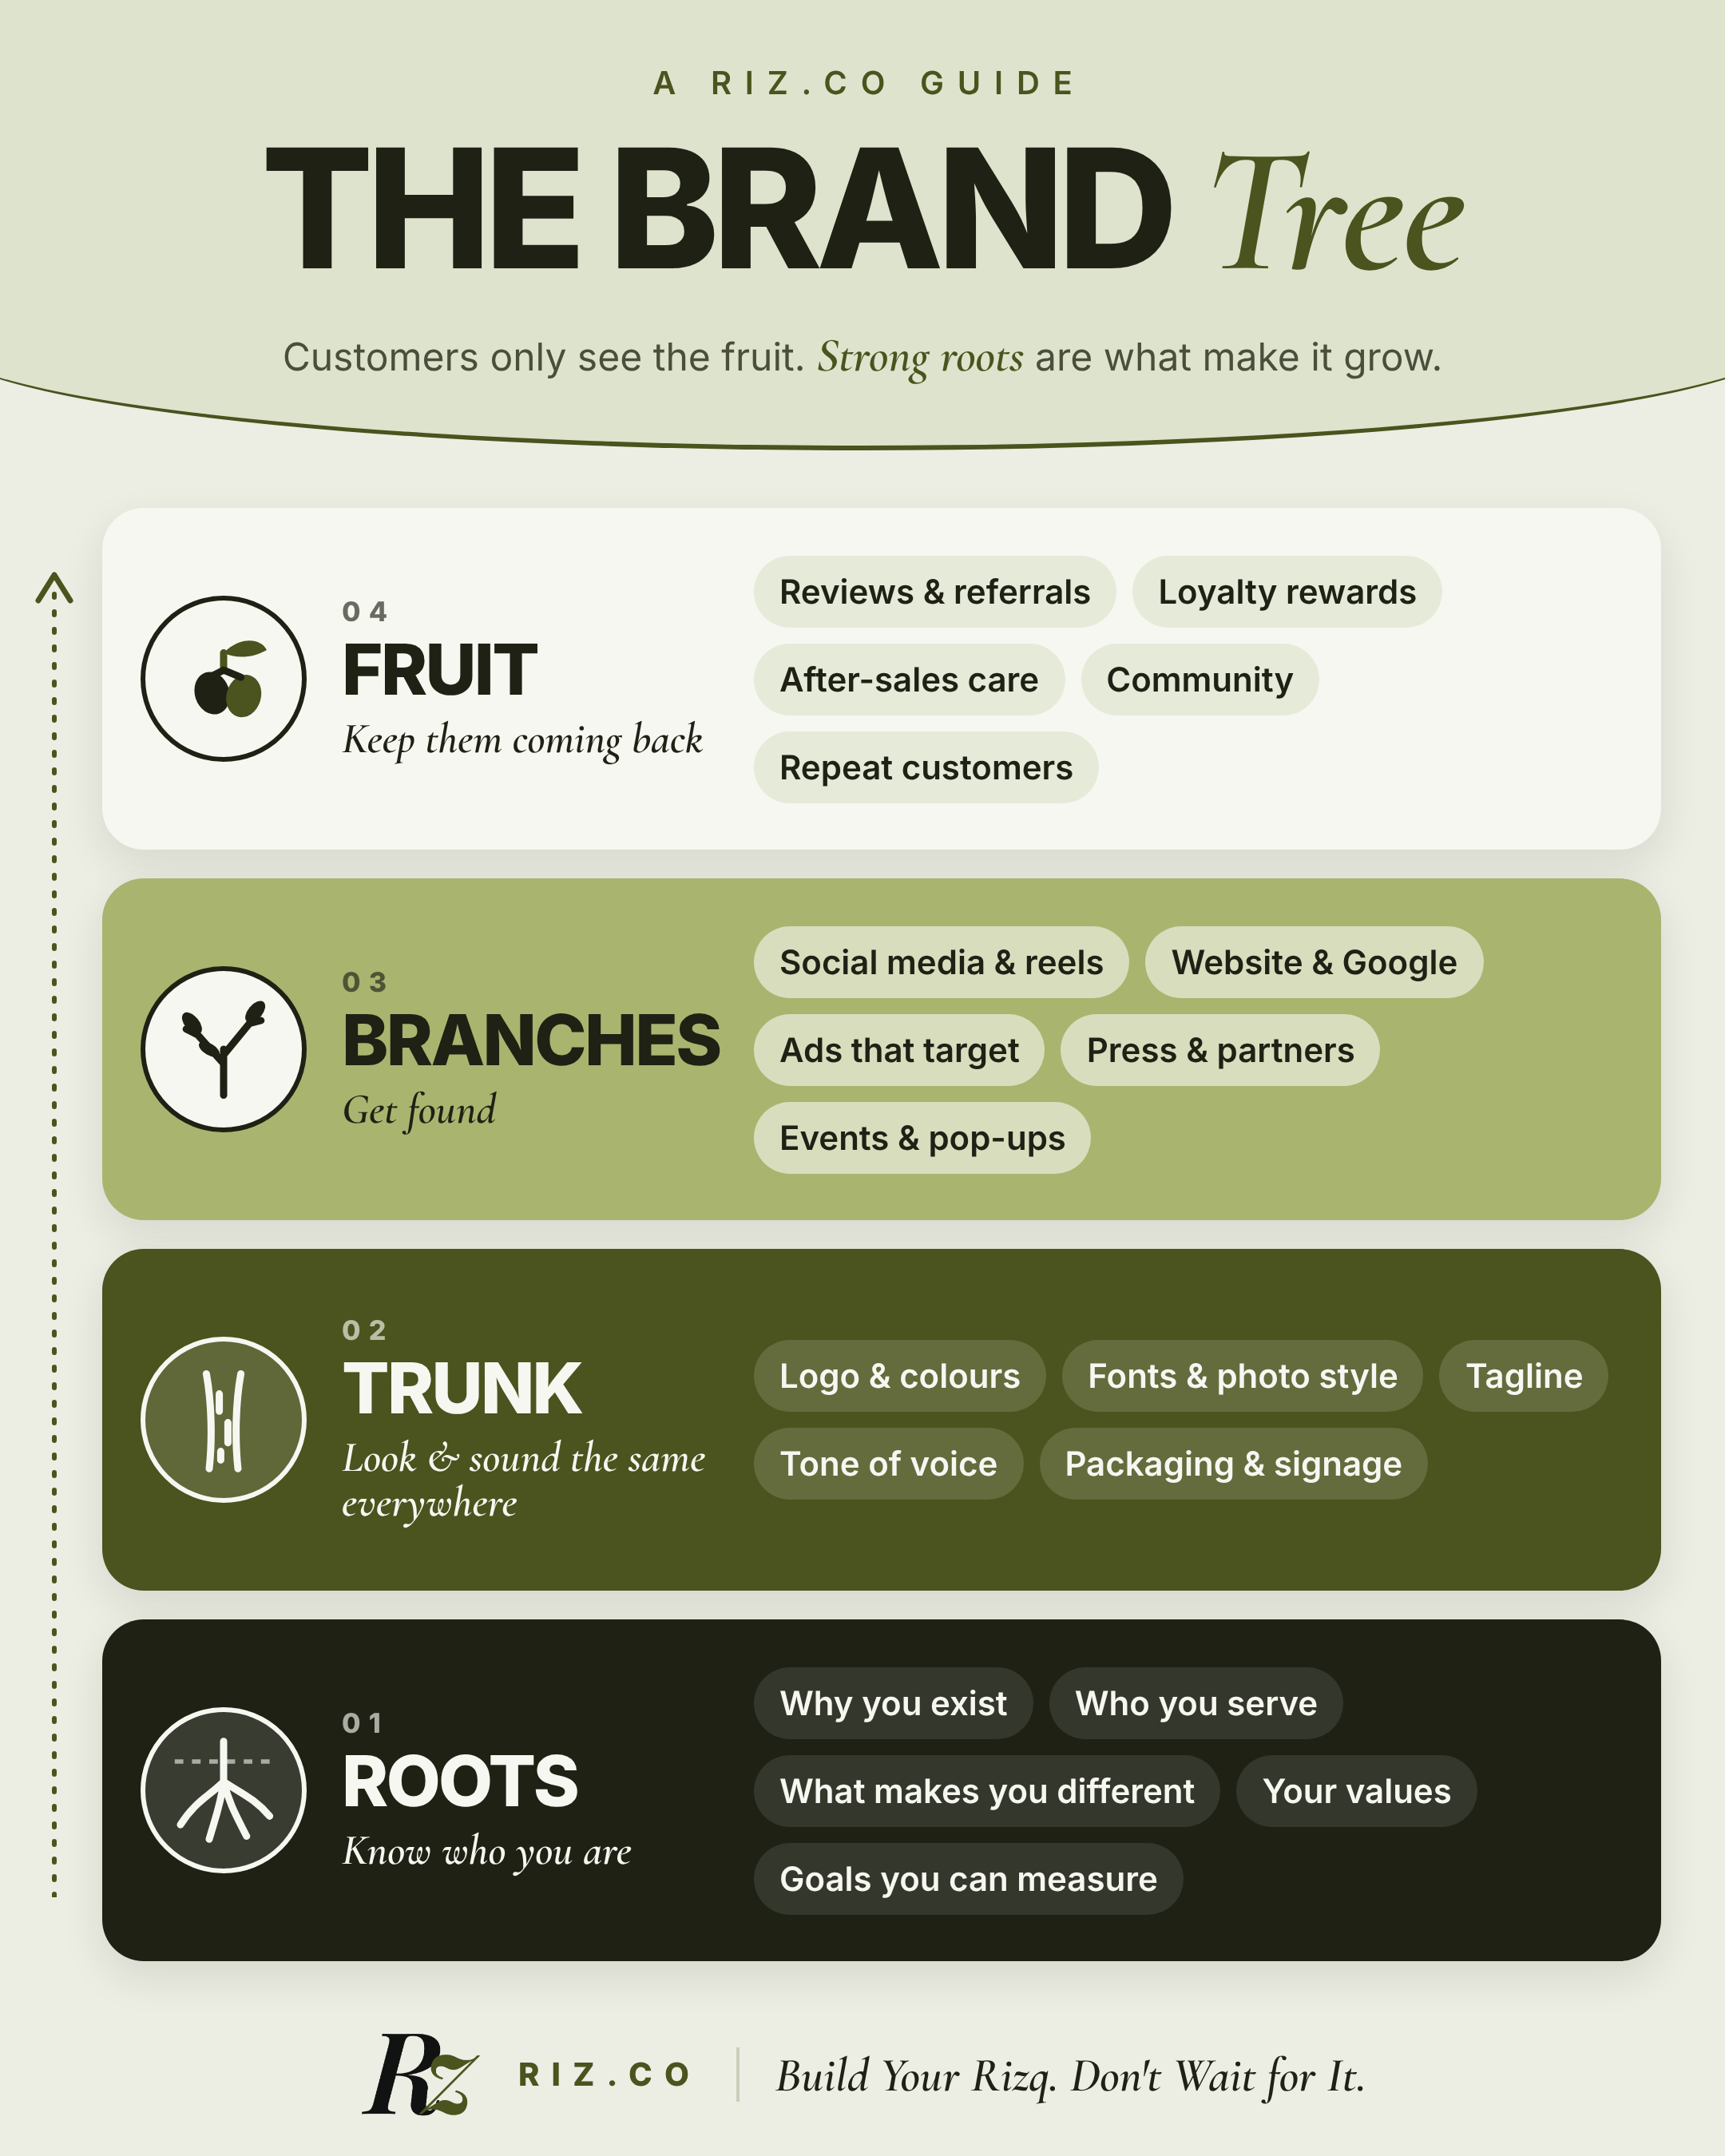 A RIZ.CO GUIDE
THE BRAND Tree
Customers only see the fruit. Strong roots are what make it grow.
04
FRUIT
Keep them coming back
Reviews & referrals
Loyalty rewards
After-sales care
Community
Repeat customers
03
BRANCHES
Get found
Social media & reels
Website & Google
Ads that target
Press & partners
Events & pop-ups
02
TRUNK
Look & sound the same
everywhere
Logo & colours
Fonts & photo style
Tagline
Tone of voice
Packaging & signage
01
ROOTS
Know who you are
Why you exist
Who you serve
What makes you different
Your values
Goals you can measure
Rz
RIZ.CO
Build Your Rizq. Don't Wait for It.